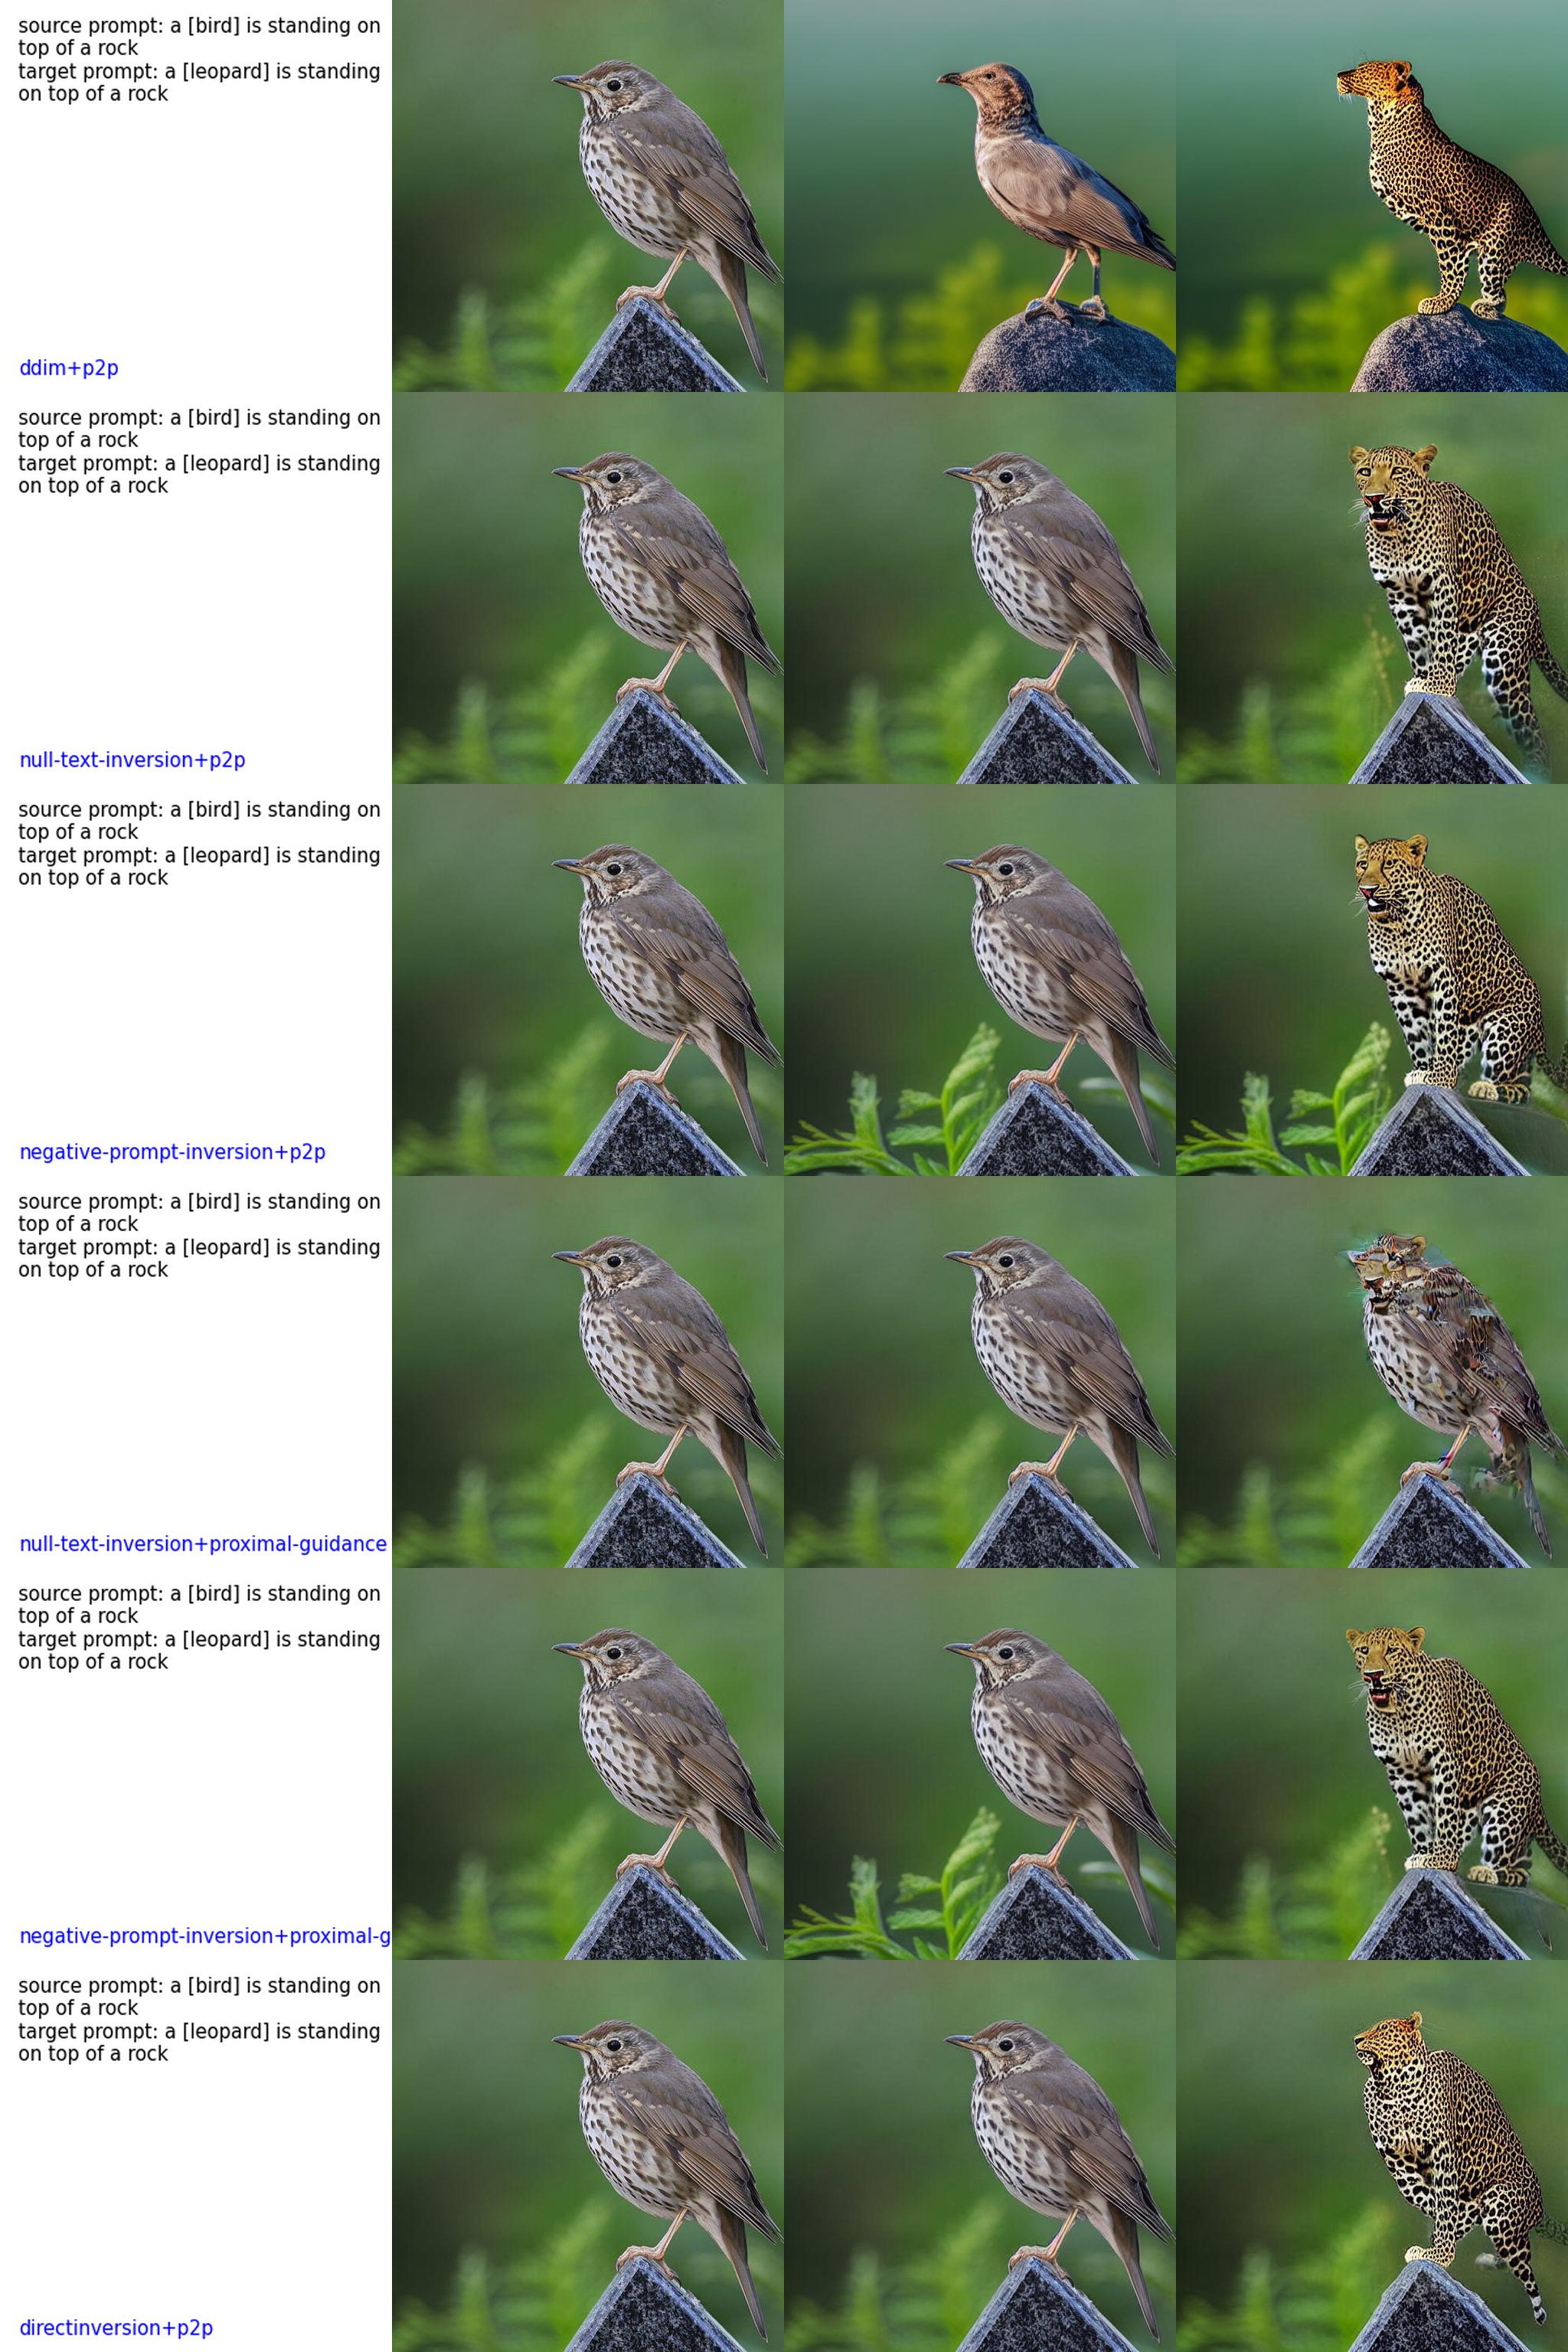 source prompt: a [bird] is standing on
top of a rock
target prompt: a [leopard] is standing
on top of a rock
ddim+p2p
source prompt: a [bird] is standing on
top of a rock
target prompt: a [leopard] is standing
on top of a rock
null-text-inversion+p2p
source prompt: a [bird] is standing on
top of a rock
target prompt: a [leopard] is standing
on top of a rock
negative-prompt-inversion+p2p
source prompt: a [bird] is standing on
top of a rock
target prompt: a [leopard] is standing
on top of a rock
null-text-inversion+proximal-guidance
source prompt: a [bird] is standing on
top of a rock
target prompt: a [leopard] is standing
on top of a rock
negative-prompt-inversion+proximal-g
source prompt: a [bird] is standing on
top of a rock
target prompt: a [leopard] is standing
on top of a rock
directinversion+p2p